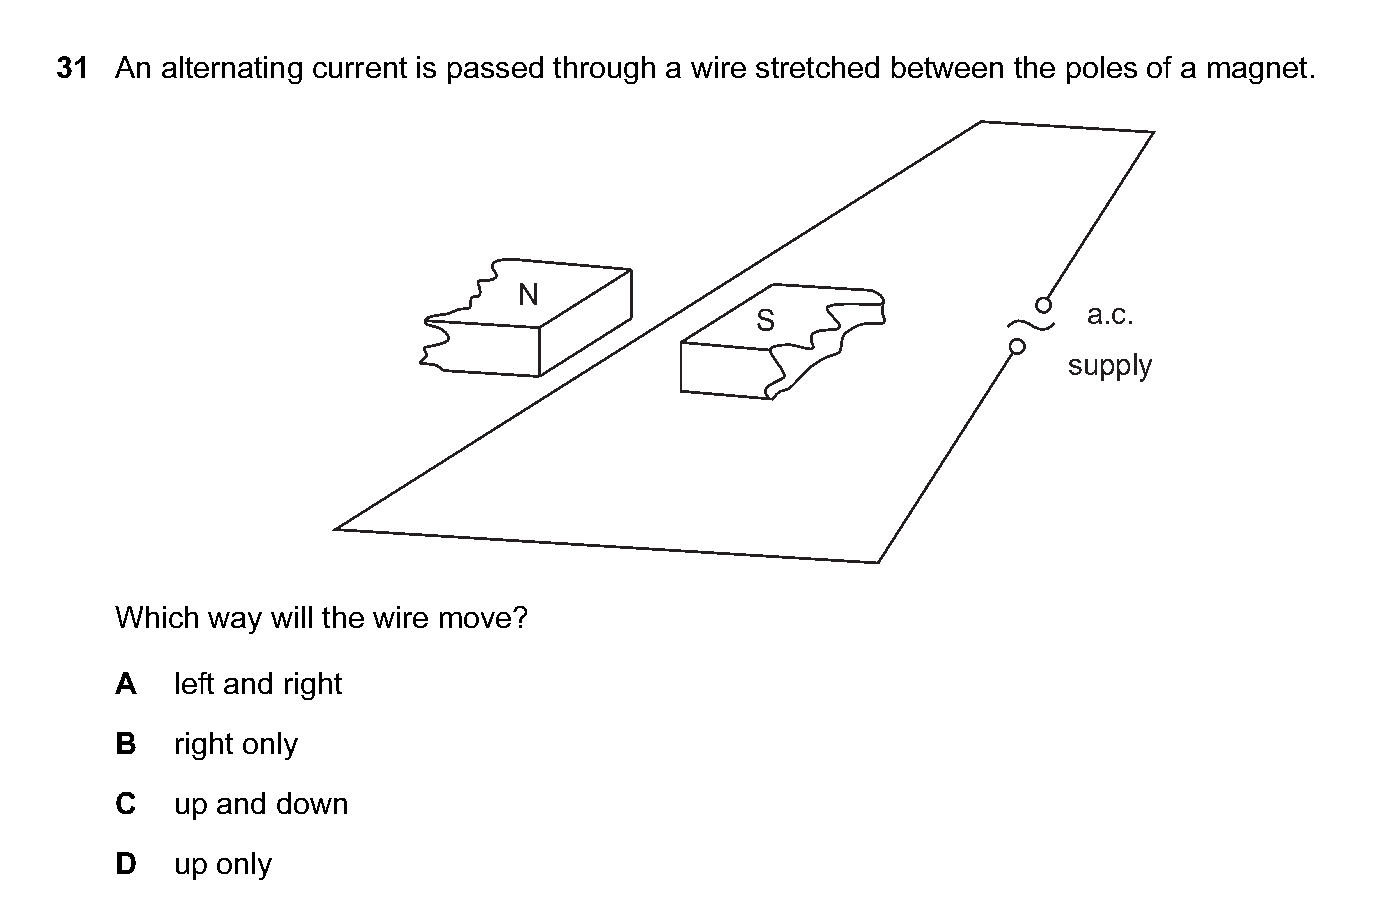 31 An alternating current is passed through a wire stretched between the poles of a magnet.
N
S
a.c.
supply
Which way will the wire move?
A left and right
B right only
C up and down
D up only